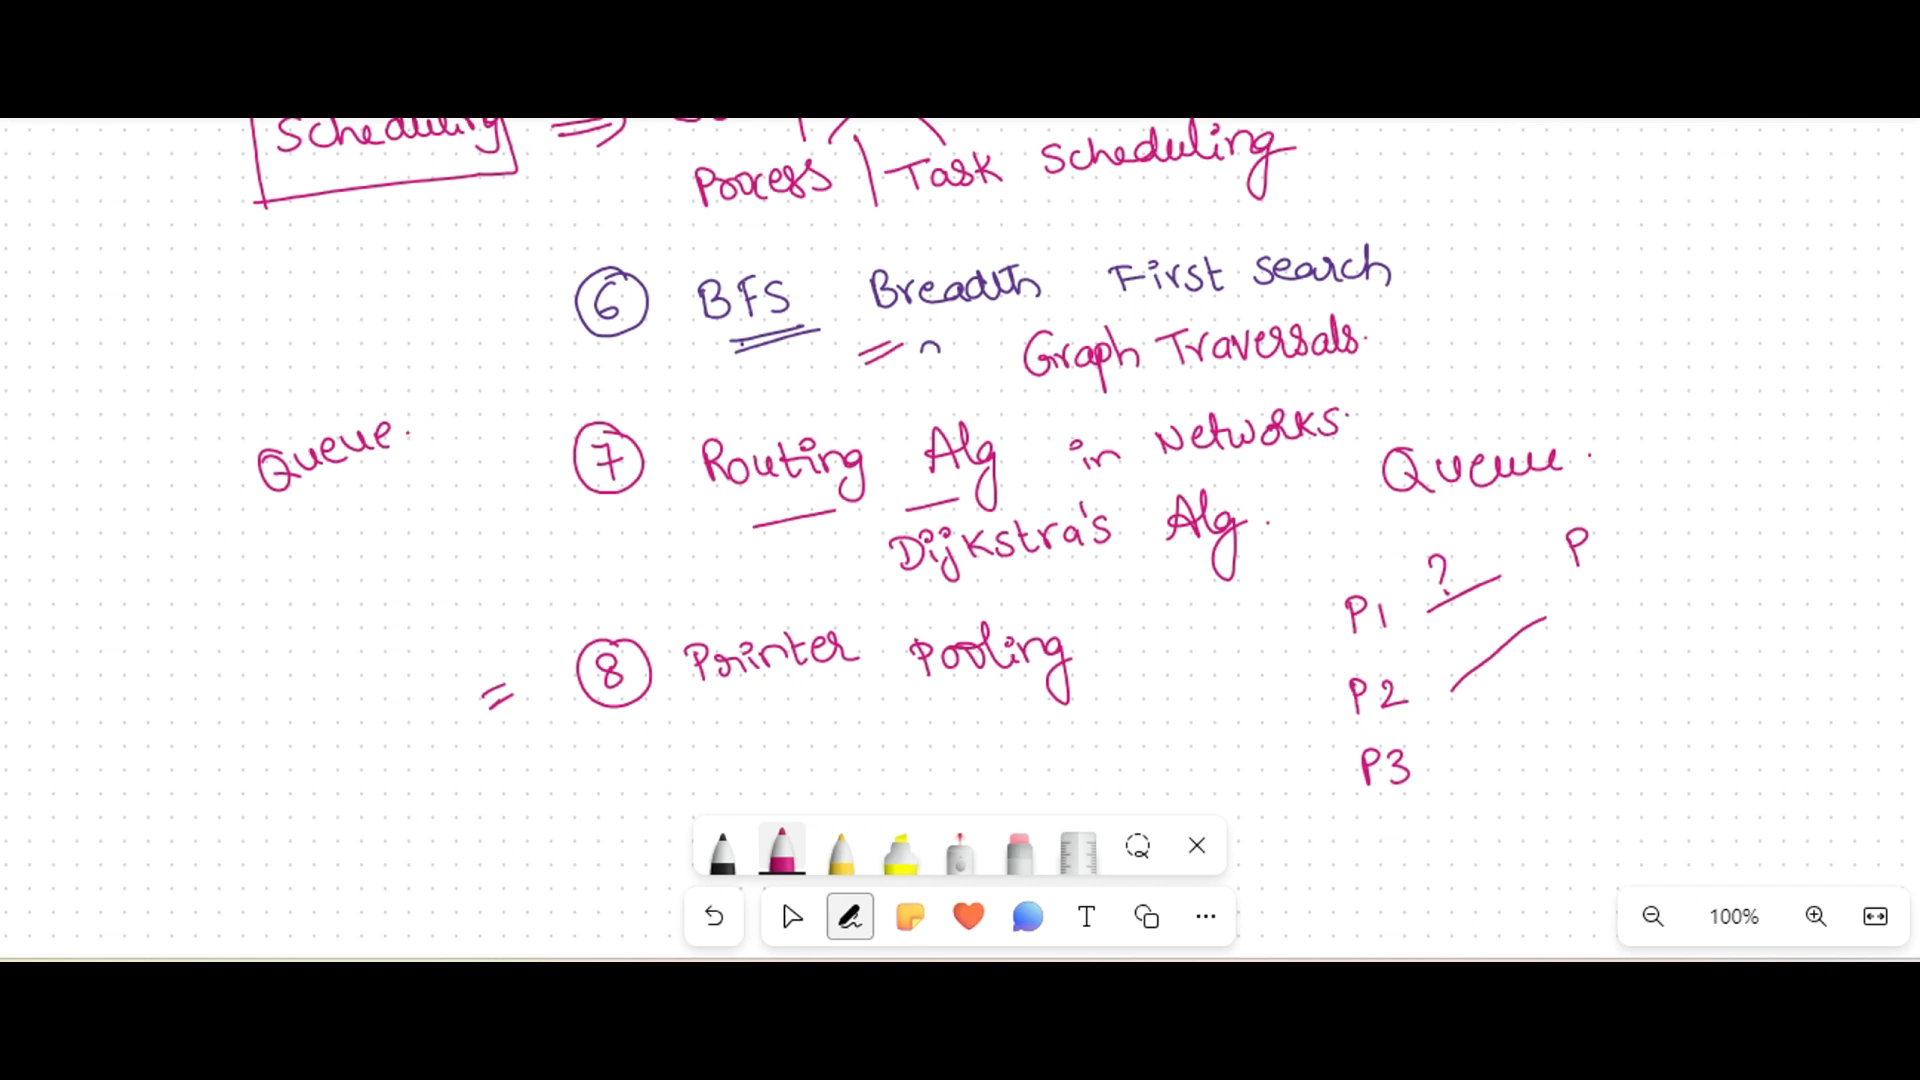 Scheduling ⇒
Process | Task Scheduling
⑥ BFS Breadth First search
Graph Traversals.
Queue. ⑦ Routing Alg in Networks. Queue.
Dijkstra's Alg.
P1 ? P
= ⑧ Printer Pooling
P2
P3
T
100%